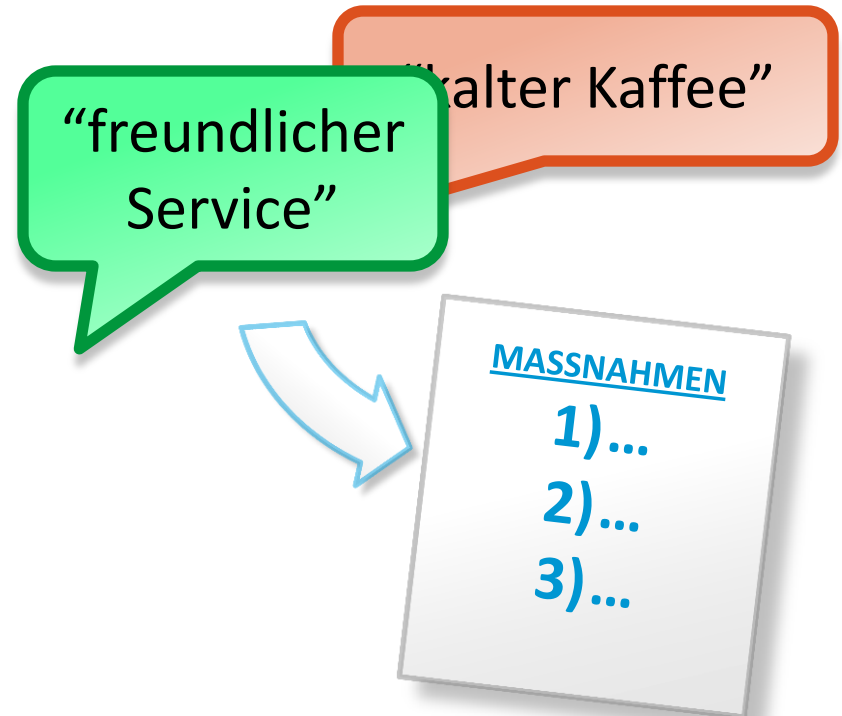 “kalter Kaffee”
“freundlicher
Service”
MASSNAHMEN
1)...
2)...
3)...